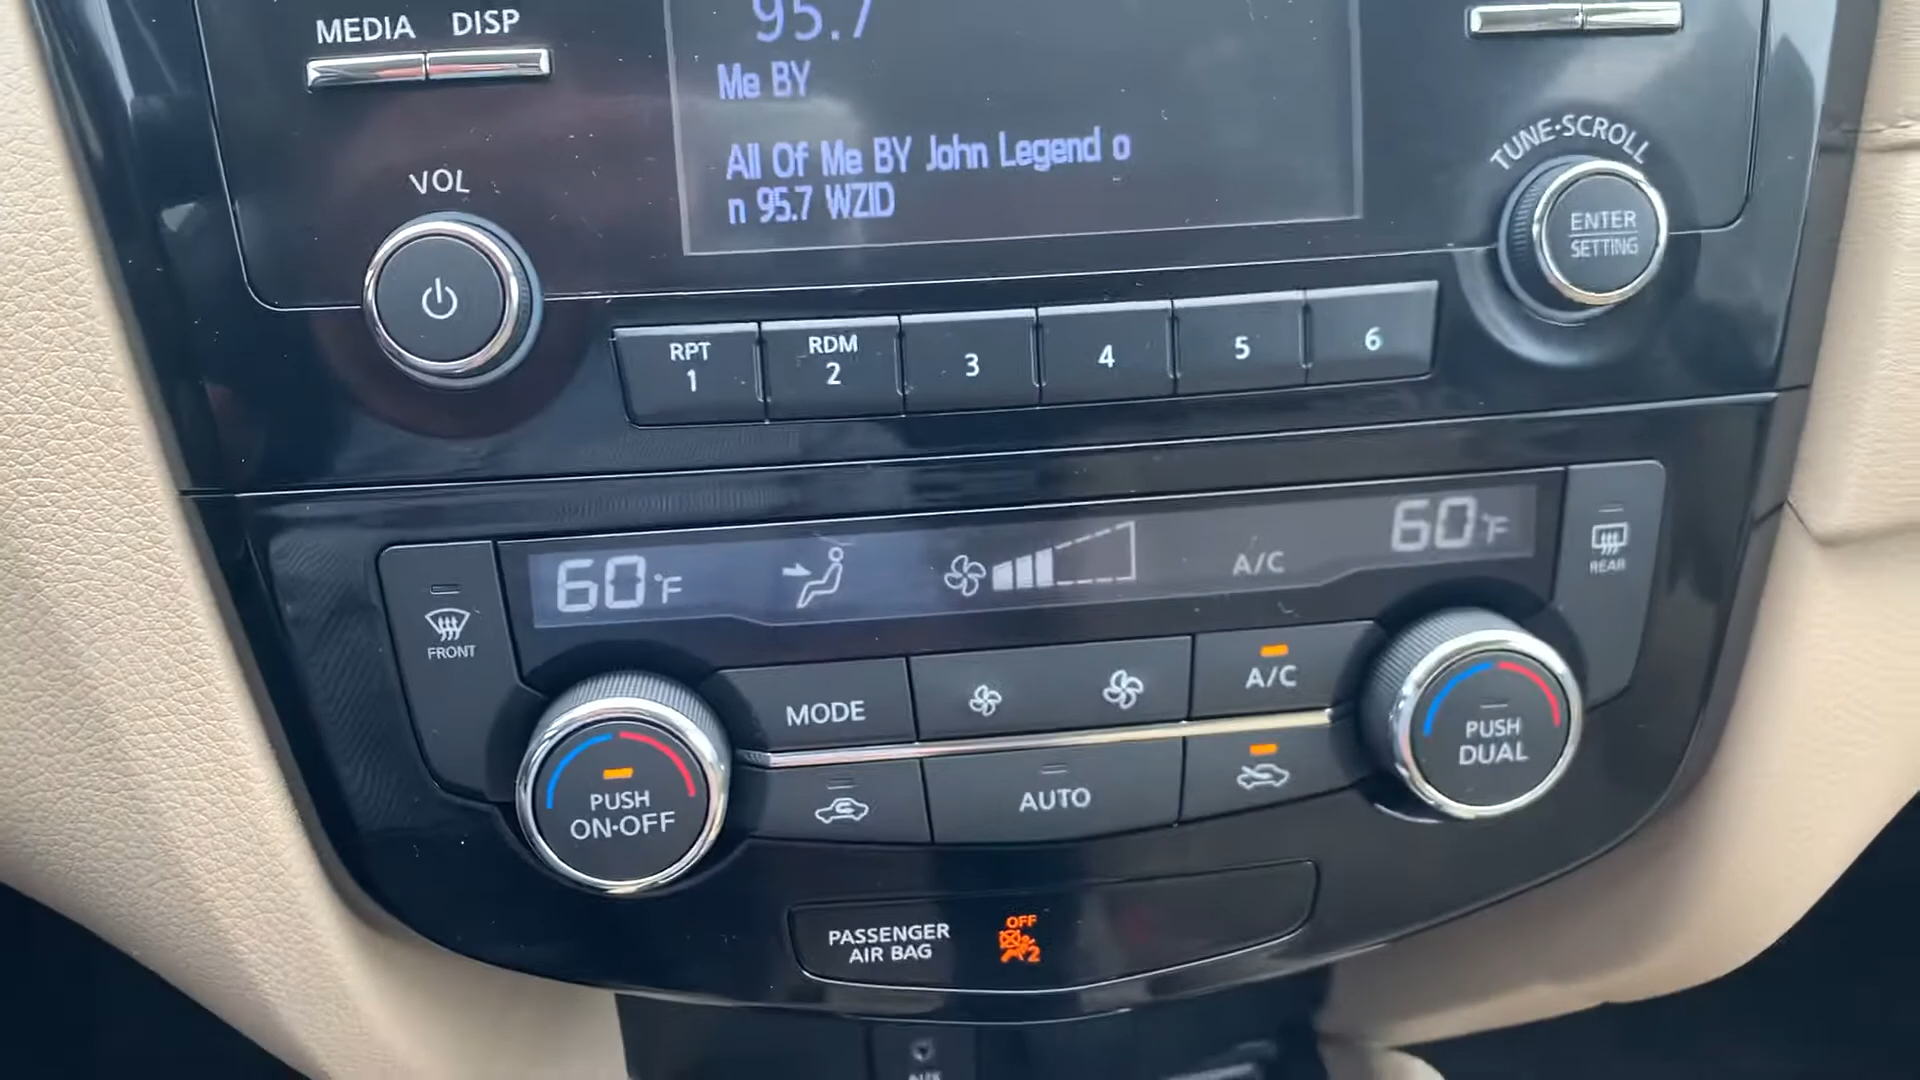 MEDIA DISP
95.7
Me BY
All Of Me BY John Legend o
n 95.7 WZID
VOL
TUNE·SCROLL
ENTER
SETTING
RPT
1
RDM
2
3
4
5
6
60°F
A/C
60°F
FRONT
REAR
MODE
A/C
PUSH
ON·OFF
AUTO
PUSH
DUAL
PASSENGER
AIR BAG
OFF
2
AUX